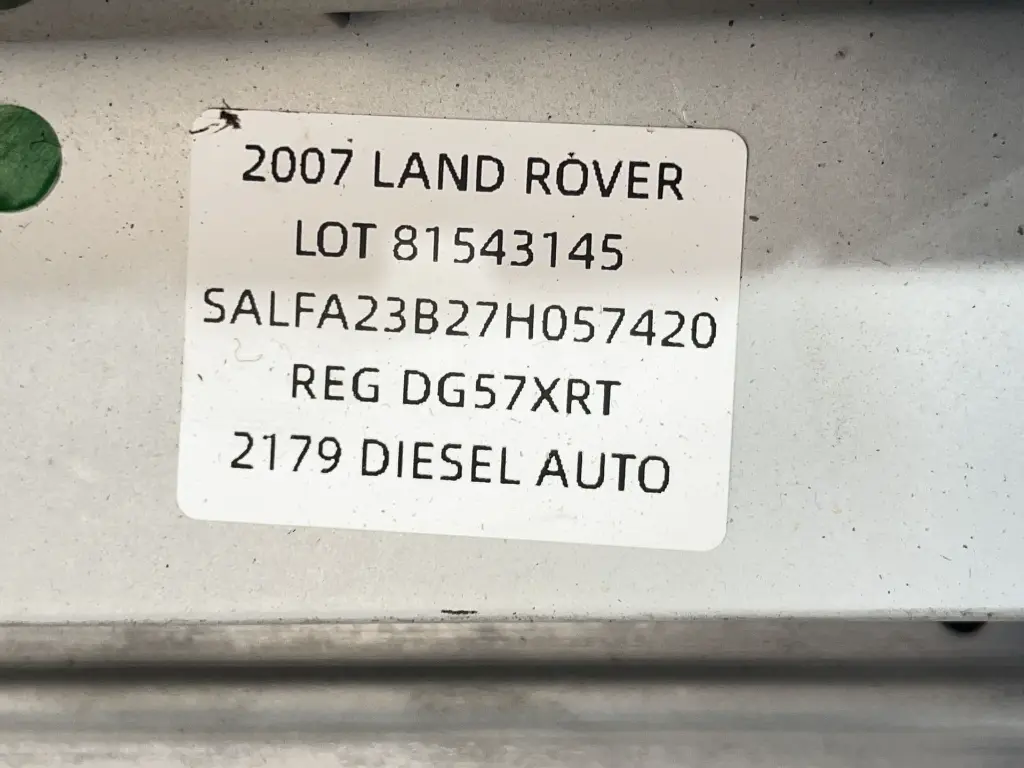 2007 LAND ROVER
LOT 81543145
SALFA23B27H057420
REG DG57XRT
2179 DIESEL AUTO